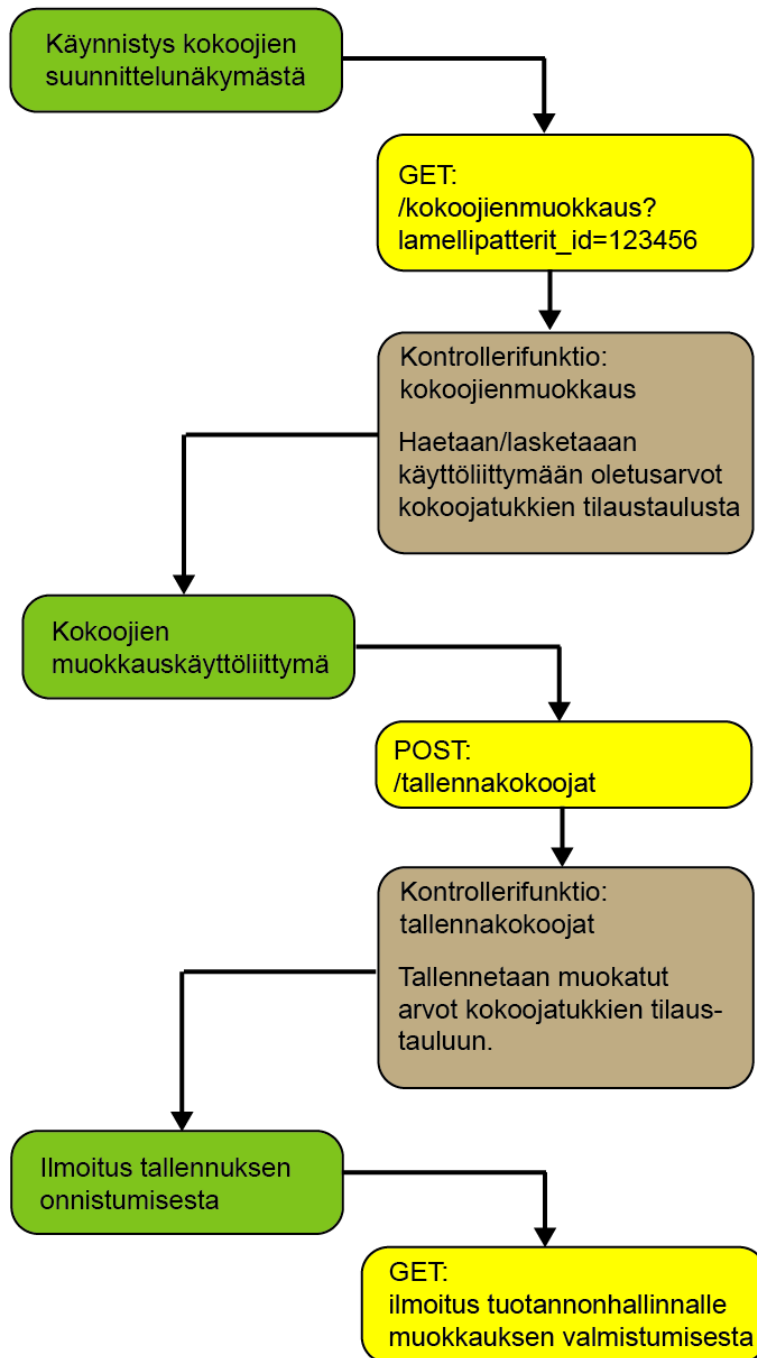 Käynnistys kokoojien
suunnittelunäkymästä
GET:
/kokoojienmuokkaus?
lamellipatterit_id=123456
Kontrollerifunktio:
kokoojienmuokkaus
Haetaan/lasketaaan
käyttöliittymään oletusarvot
kokoojatukkien tilaustaulusta
Kokoojien
muokkauskäyttöliittymä
POST:
/tallennakokoojat
Kontrollerifunktio:
tallennakokoojat
Tallennetaan muokatut
arvot kokoojatukkien tilaus-
tauluun.
Ilmoitus tallennuksen
onnistumisesta
GET:
ilmoitus tuotannonhallinnalle
muokkauksen valmistumisesta